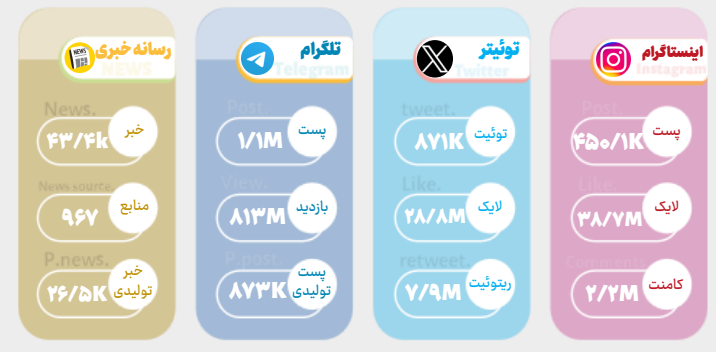 اینستاگرام
Instagram
Post.
پست
۴۵۰/۱K
Like.
لایک
۳۸/۷M
Comments
کامنت
۲/۲M
توئیتر
Twitter
tweet.
توئیت
۸۷۱K
Like.
لایک
۲۸/۸M
retweet.
ریتوئیت
۷/۹M
تلگرام
Telegram
Post
پست
۱/۱M
View.
بازدید
۸۱۳M
P.post.
پست
تولیدی
۸۷۳K
رسانه خبری
NEWS
NEWS
News.
خبر
۴۳/۴k
News source.
منابع
۹۶۷
P.news.
خبر
تولیدی
۲۶/۵K